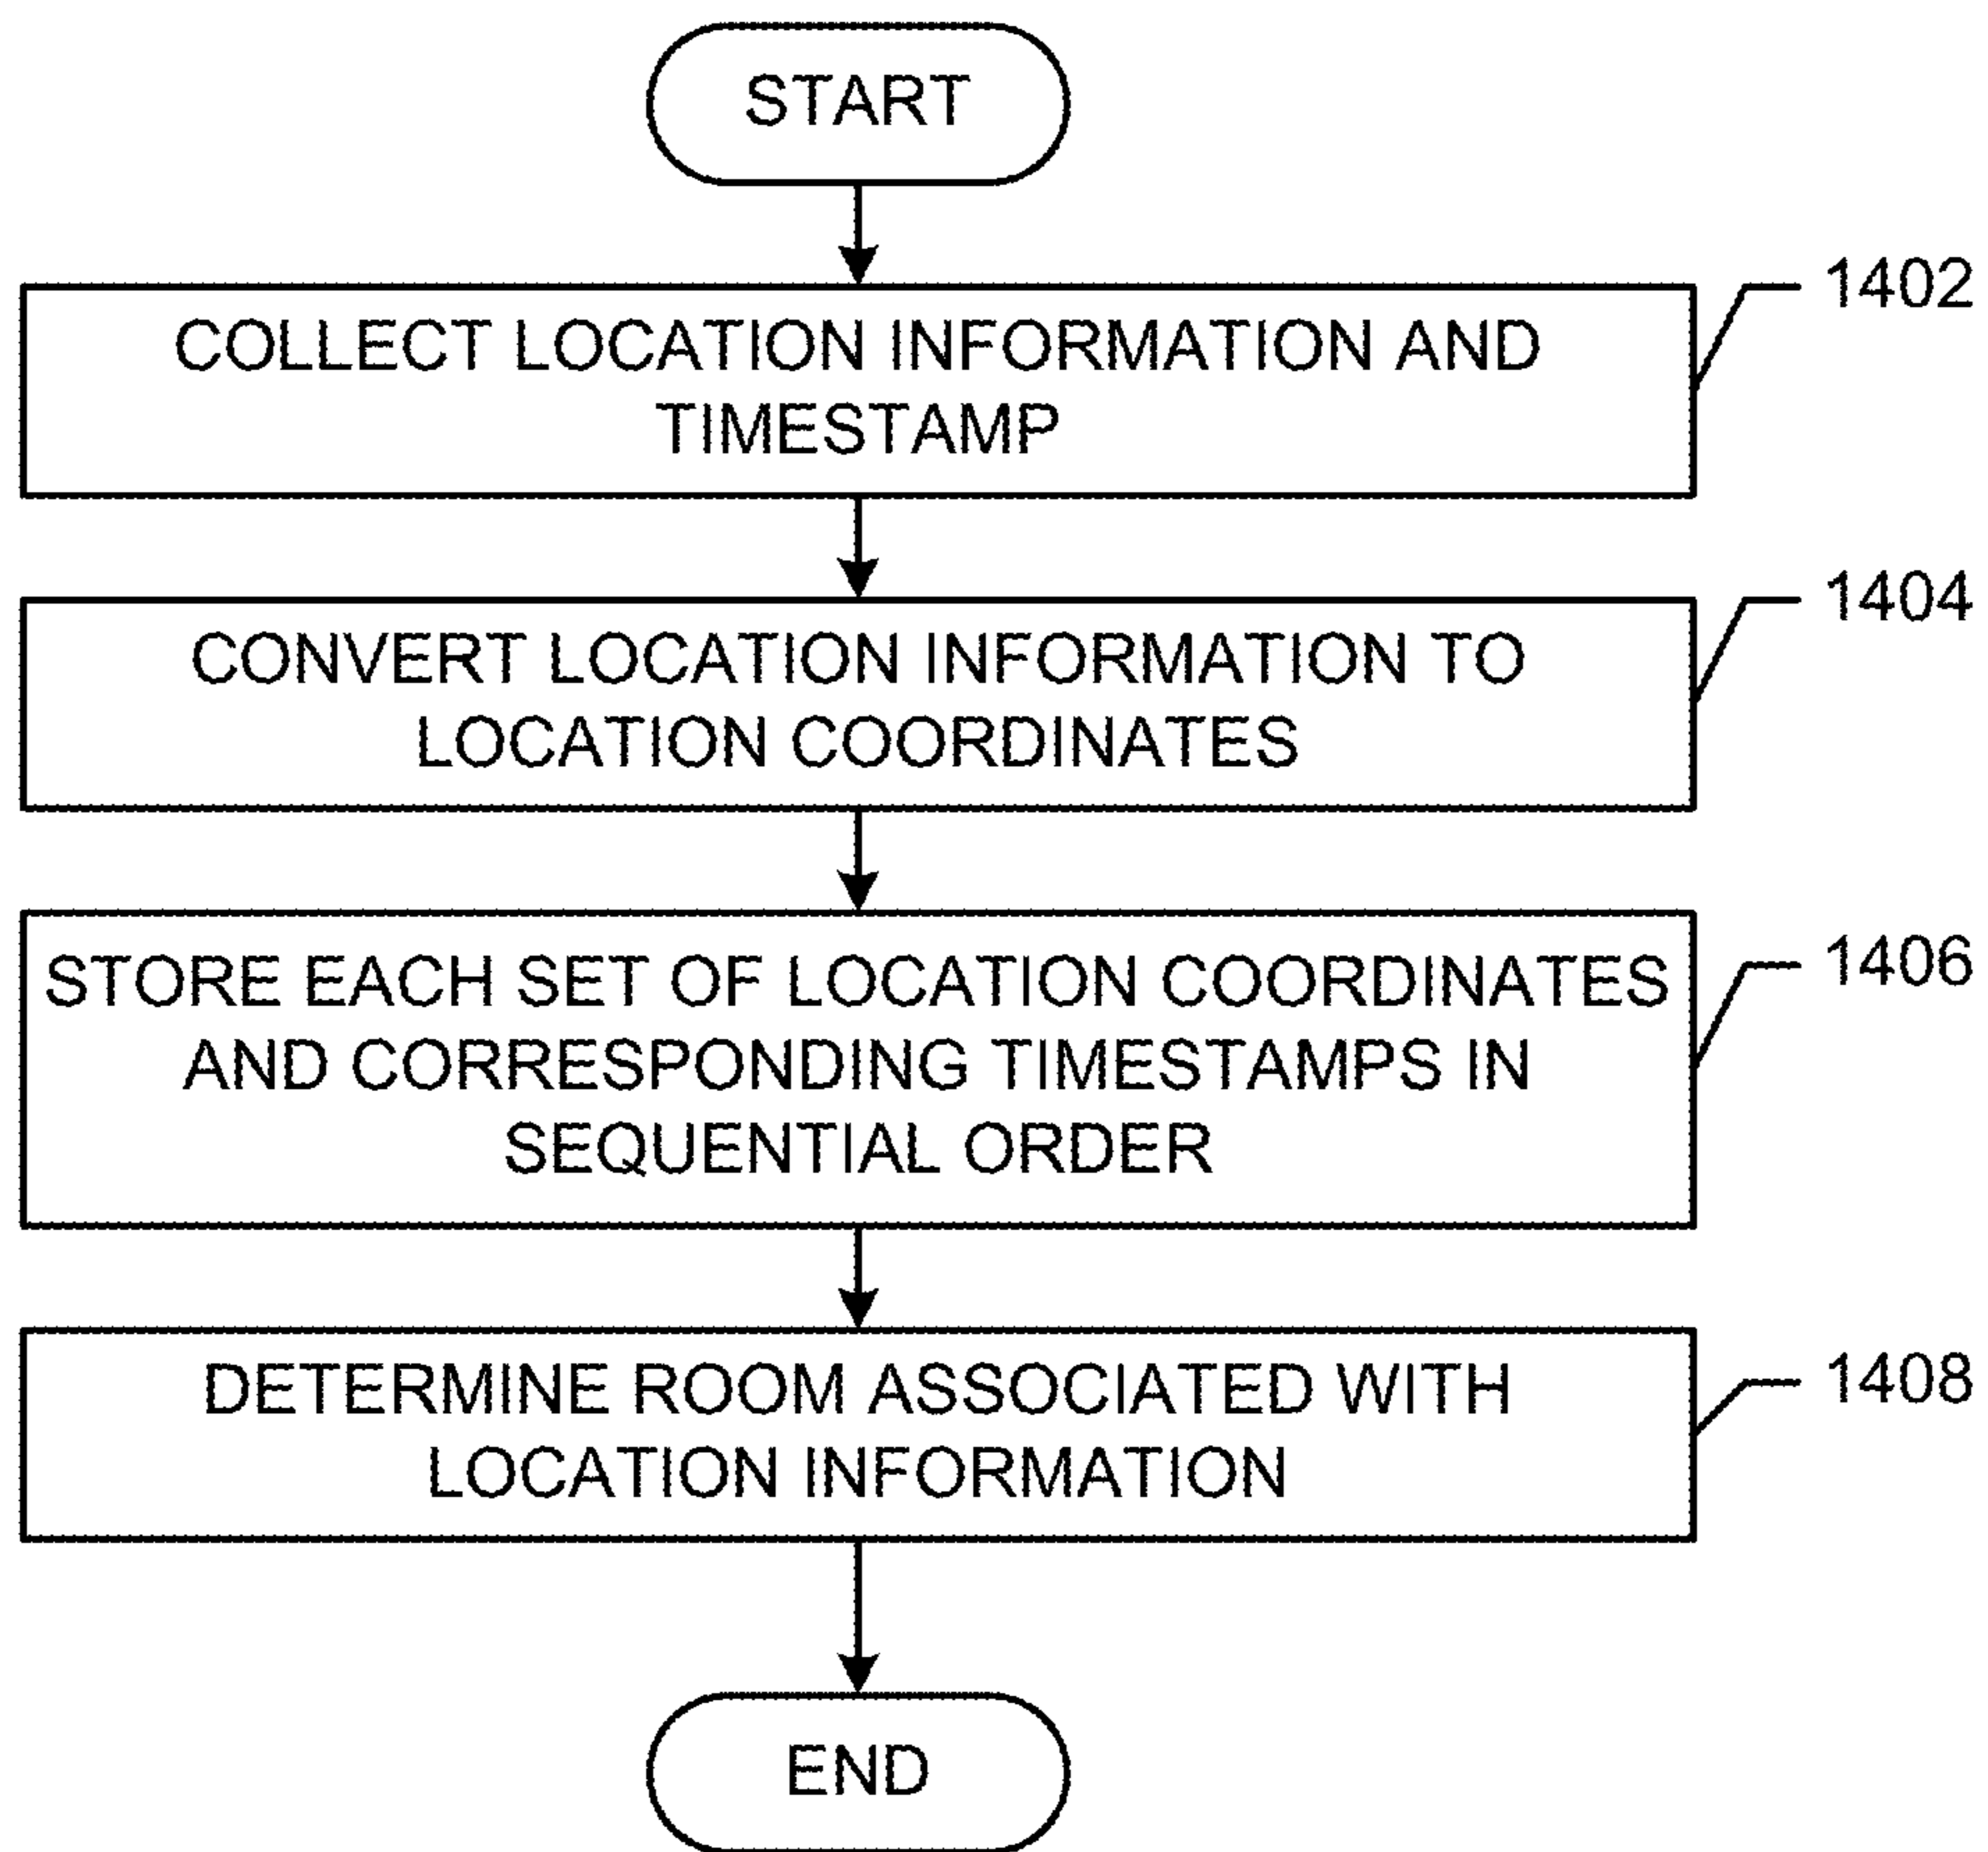 START
1402
COLLECT LOCATION INFORMATION AND
TIMESTAMP
1404
CONVERT LOCATION INFORMATION TO
LOCATION COORDINATES
1406
STORE EACH SET OF LOCATION COORDINATES
AND CORRESPONDING TIMESTAMPS IN
SEQUENTIAL ORDER
1408
DETERMINE ROOM ASSOCIATED WITH
LOCATION INFORMATION
END